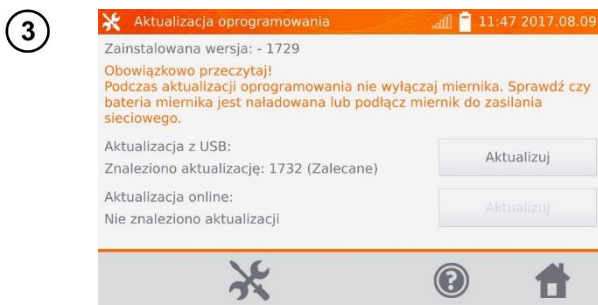 3
Aktualizacja oprogramowania 11:47 2017.08.09
Zainstalowana wersja: - 1729
Obowiązkowo przeczytaj!
Podczas aktualizacji oprogramowania nie wyłączaj miernika. Sprawdź czy
bateria miernika jest naładowana lub podłącz miernik do zasilania
sieciowego.
Aktualizacja z USB:
Znaleziono aktualizację: 1732 (Zalecane)
Aktualizuj
Aktualizacja online:
Nie znaleziono aktualizacji
Aktualizuj
?